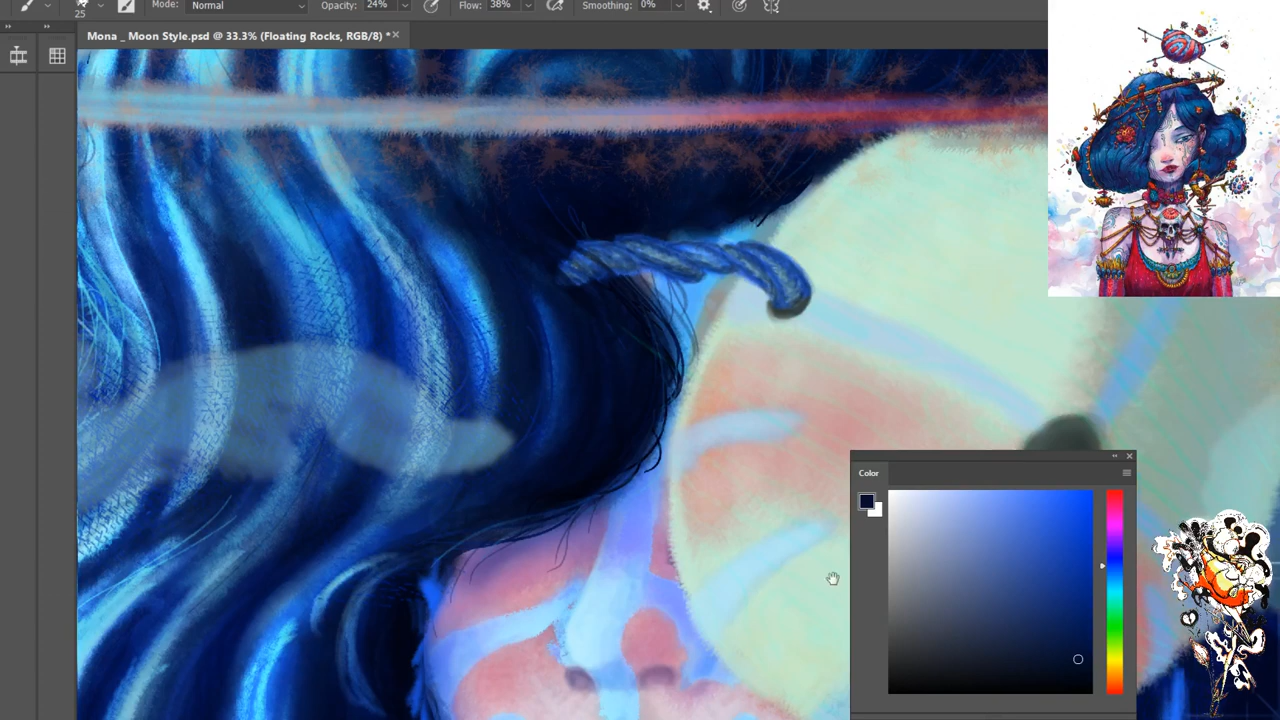 Mode: Normal Opacity: 24% Flow: 38% Smoothing: 0%
25
Mona _ Moon Style.psd @ 33.3% (Floating Rocks, RGB/8) *
Color